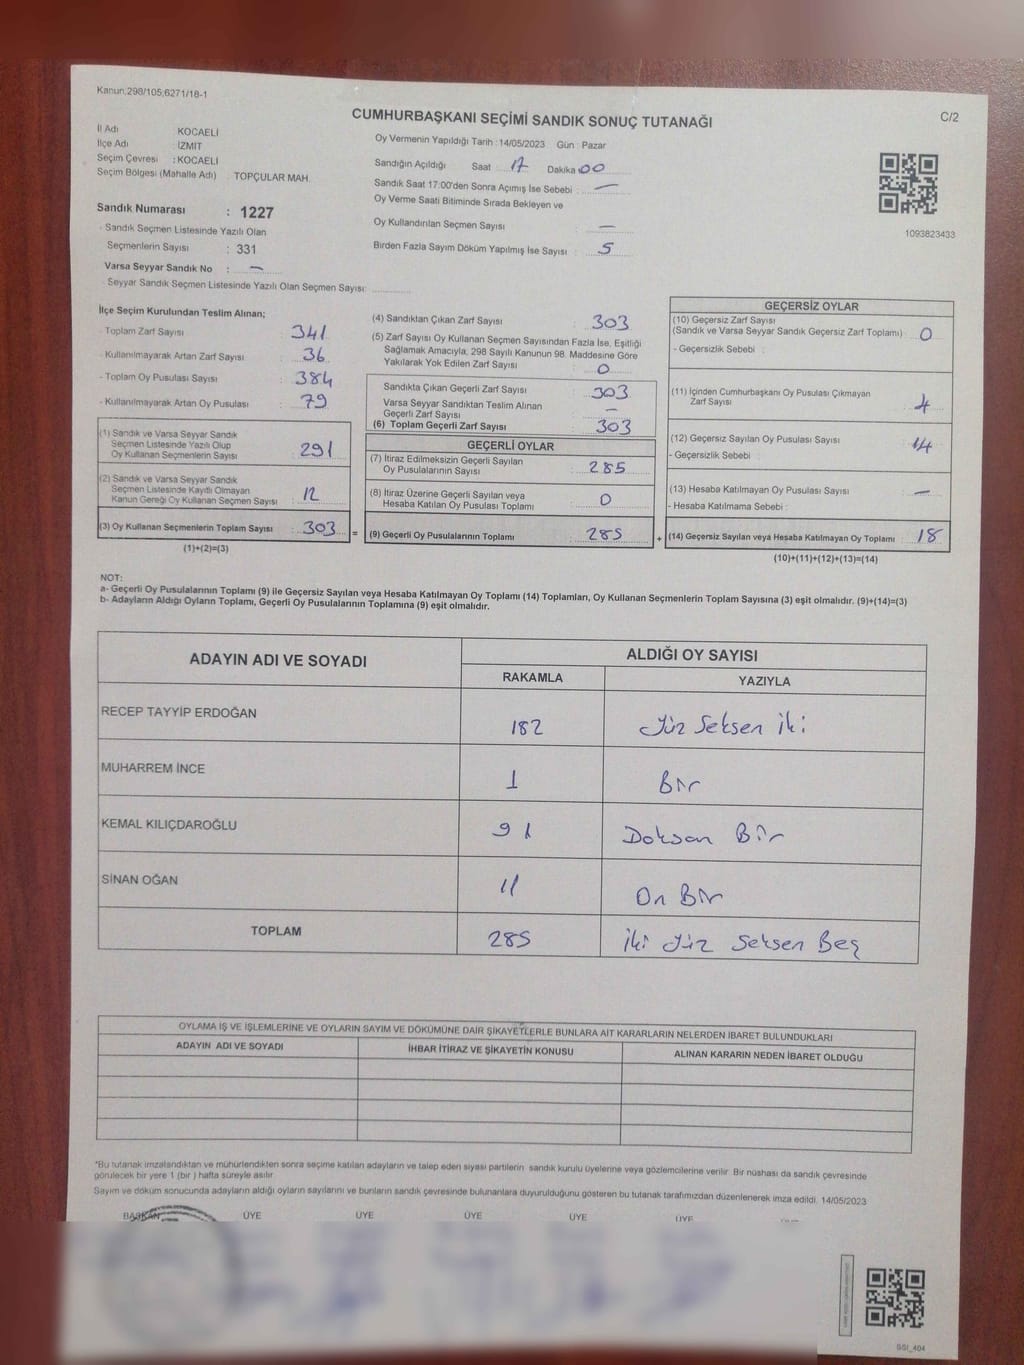 Kanun,298/105,6271/18-1
CUMHURBAŞKANI SEÇİMİ SANDIK SONUÇ TUTANAĞI
C/2
İl Adı KOCAELİ
İlçe Adı : İZMİT
Seçim Çevresi : KOCAELİ
Seçim Bölgesi (Mahalle Adı) TOPÇULAR MAH.
Sandık Numarası : 1227
- Sandık Seçmen Listesinde Yazılı Olan
Seçmenlerin Sayısı : 331
Varsa Seyyar Sandık No : –
- Seyyar Sandık Seçmen Listesinde Yazılı Olan Seçmen Sayısı:
Oy Vermenin Yapıldığı Tarih :14/05/2023 Gün : Pazar
Sandığın Açıldığı Saat 17 Dakika 00
Sandık Saat 17:00'den Sonra Açımış İse Sebebi : –
Oy Verme Saati Bitiminde Sırada Bekleyen ve
Oy Kullandırılan Seçmen Sayısı : –
Birden Fazla Sayım Döküm Yapılmış İse Sayısı : 5
1093823433
İlçe Seçim Kurulundan Teslim Alınan;
- Toplam Zarf Sayısı : 341
- Kullanılmayarak Artan Zarf Sayısı : 36
- Toplam Oy Pusulası Sayısı : 384
- Kullanılmayarak Artan Oy Pusulası : 79
(1) Sandık ve Varsa Seyyar Sandık
Seçmen Listesinde Yazılı Olup
Oy Kullanan Seçmenlerin Sayısı : 291
(2) Sandık ve Varsa Seyyar Sandık
Seçmen Listesinde Kayıtlı Olmayan
Kanun Gereği Oy Kullanan Seçmen Sayısı : 12
(3) Oy Kullanan Seçmenlerin Toplam Sayısı : 303 =
(1)+(2)=(3)
(4) Sandıktan Çıkan Zarf Sayısı : 303
(5) Zarf Sayısı Oy Kullanan Seçmen Sayısından Fazla İse, Eşitliği
Sağlamak Amacıyla, 298 Sayılı Kanunun 98. Maddesine Göre
Yakılarak Yok Edilen Zarf Sayısı : 0
Sandıkta Çıkan Geçerli Zarf Sayısı : 303
Varsa Seyyar Sandıktan Teslim Alınan
Geçerli Zarf Sayısı : –
(6) Toplam Geçerli Zarf Sayısı : 303
GEÇERLİ OYLAR
(7) İtiraz Edilmeksizin Geçerli Sayılan
Oy Pusulalarının Sayısı : 285
(8) İtiraz Üzerine Geçerli Sayılan veya
Hesaba Katılan Oy Pusulası Toplamı : 0
(9) Geçerli Oy Pusulalarının Toplamı : 285 +
GEÇERSİZ OYLAR
(10) Geçersiz Zarf Sayısı
(Sandık ve Varsa Seyyar Sandık Geçersiz Zarf Toplamı) : 0
- Geçersizlik Sebebi :
(11) İçinden Cumhurbaşkanı Oy Pusulası Çıkmayan
Zarf Sayısı : 4
(12) Geçersiz Sayılan Oy Pusulası Sayısı : 14
- Geçersizlik Sebebi :
(13) Hesaba Katılmayan Oy Pusulası Sayısı : –
- Hesaba Katılmama Sebebi :
(14) Geçersiz Sayılan veya Hesaba Katılmayan Oy Toplamı : 18
(10)+(11)+(12)+(13)=(14)
NOT:
a- Geçerli Oy Pusulalarının Toplamı (9) ile Geçersiz Sayılan veya Hesaba Katılmayan Oy Toplamı (14) Toplamları, Oy Kullanan Seçmenlerin Toplam Sayısına (3) eşit olmalıdır. (9)+(14)=(3)
b- Adayların Aldığı Oyların Toplamı, Geçerli Oy Pusulalarının Toplamına (9) eşit olmalıdır.
ADAYIN ADI VE SOYADI ALDIĞI OY SAYISI
RAKAMLA YAZIYLA
RECEP TAYYİP ERDOĞAN 182 Yüz Seksen İki
MUHARREM İNCE 1 Bir
KEMAL KILIÇDAROĞLU 91 Doksan Bir
SİNAN OĞAN 11 On Bir
TOPLAM 285 İki Yüz Seksen Beş
OYLAMA İŞ VE İŞLEMLERİNE VE OYLARIN SAYIM VE DÖKÜMÜNE DAİR ŞİKAYETLERLE BUNLARA AİT KARARLARIN NELERDEN İBARET BULUNDUKLARI
ADAYIN ADI VE SOYADI İHBAR İTİRAZ VE ŞİKAYETİN KONUSU ALINAN KARARIN NEDEN İBARET OLDUĞU
*Bu tutanak imzalandıktan ve mühürlendikten sonra seçime katılan adayların ve talep eden siyasi partilerin sandık kurulu üyelerine veya gözlemcilerine verilir. Bir nüshası da sandık çevresinde
görülecek bir yere 1 (bir ) hafta süreyle asılır.
Sayım ve döküm sonucunda adayların aldığı oyların sayılarını ve bunların sandık çevresinde bulunanlara duyurulduğunu gösteren bu tutanak tarafımızdan düzenlenerek imza edildi. 14/05/2023
BAŞKAN ÜYE ÜYE ÜYE ÜYE ÜYE
SSI_404